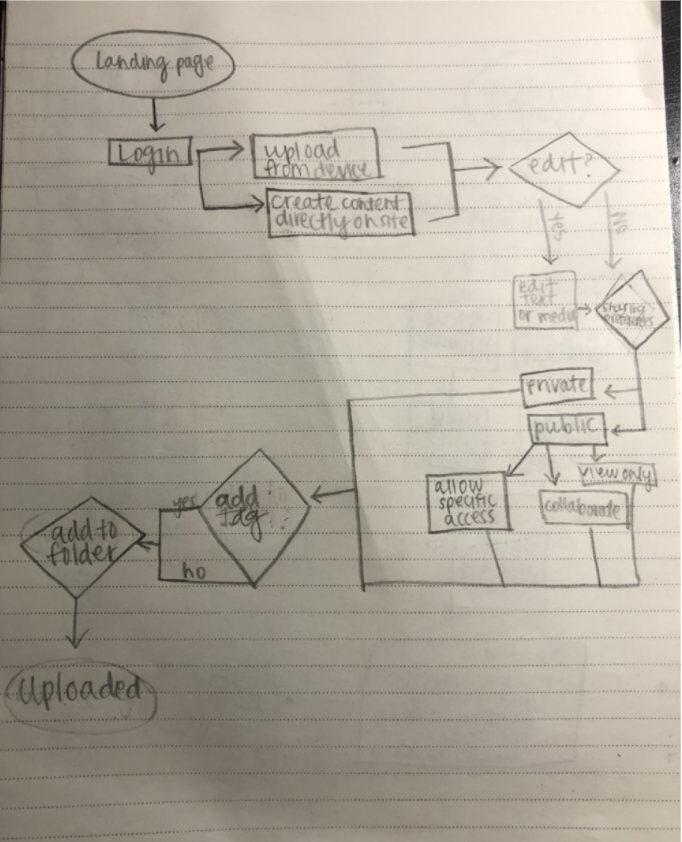 Landing page
Login
upload
from device
create content
directly on site
edit?
yes
No
edit
text
or media
sharing
private
public
view only
allow
specific
access
collaborate
add
tag
yes
no
add to
folder
Uploaded